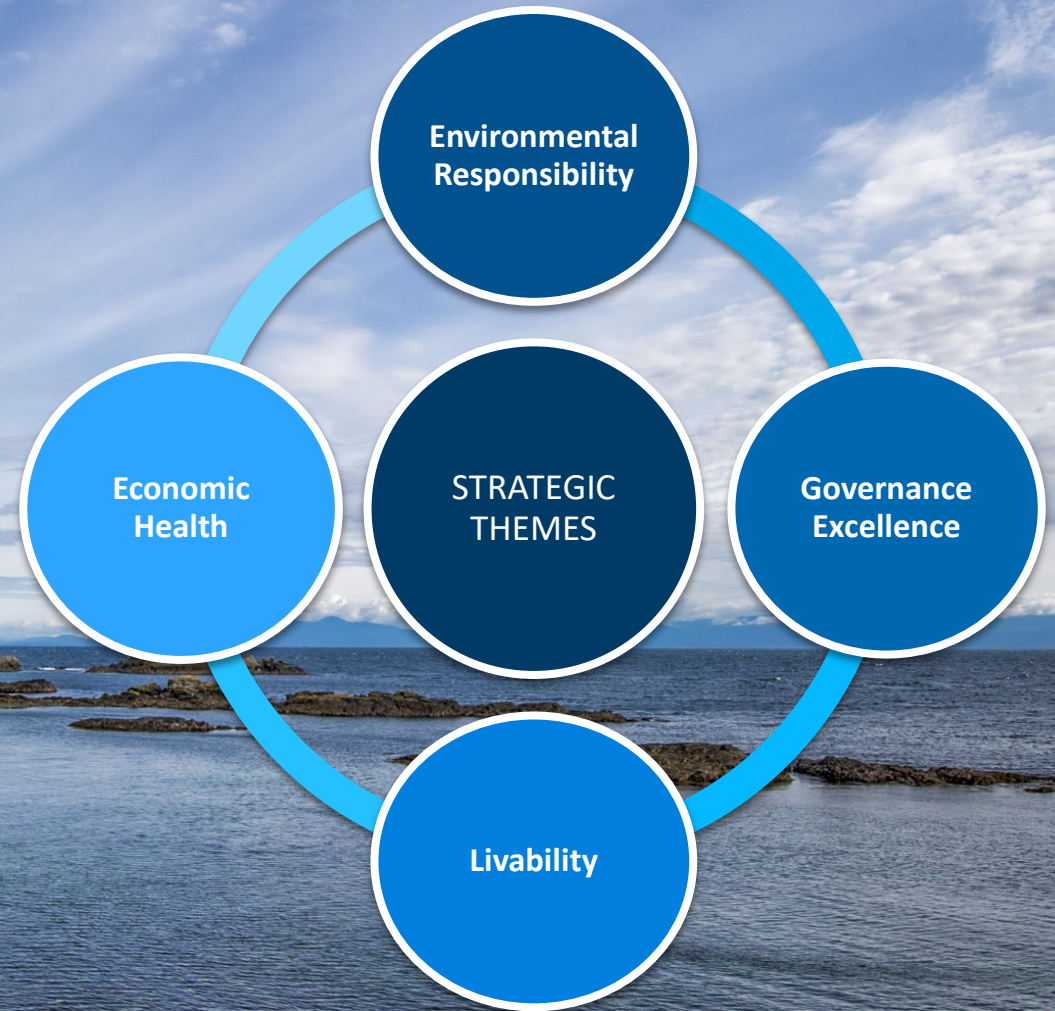 Environmental
Responsibility
Economic
Health
STRATEGIC
THEMES
Governance
Excellence
Livability